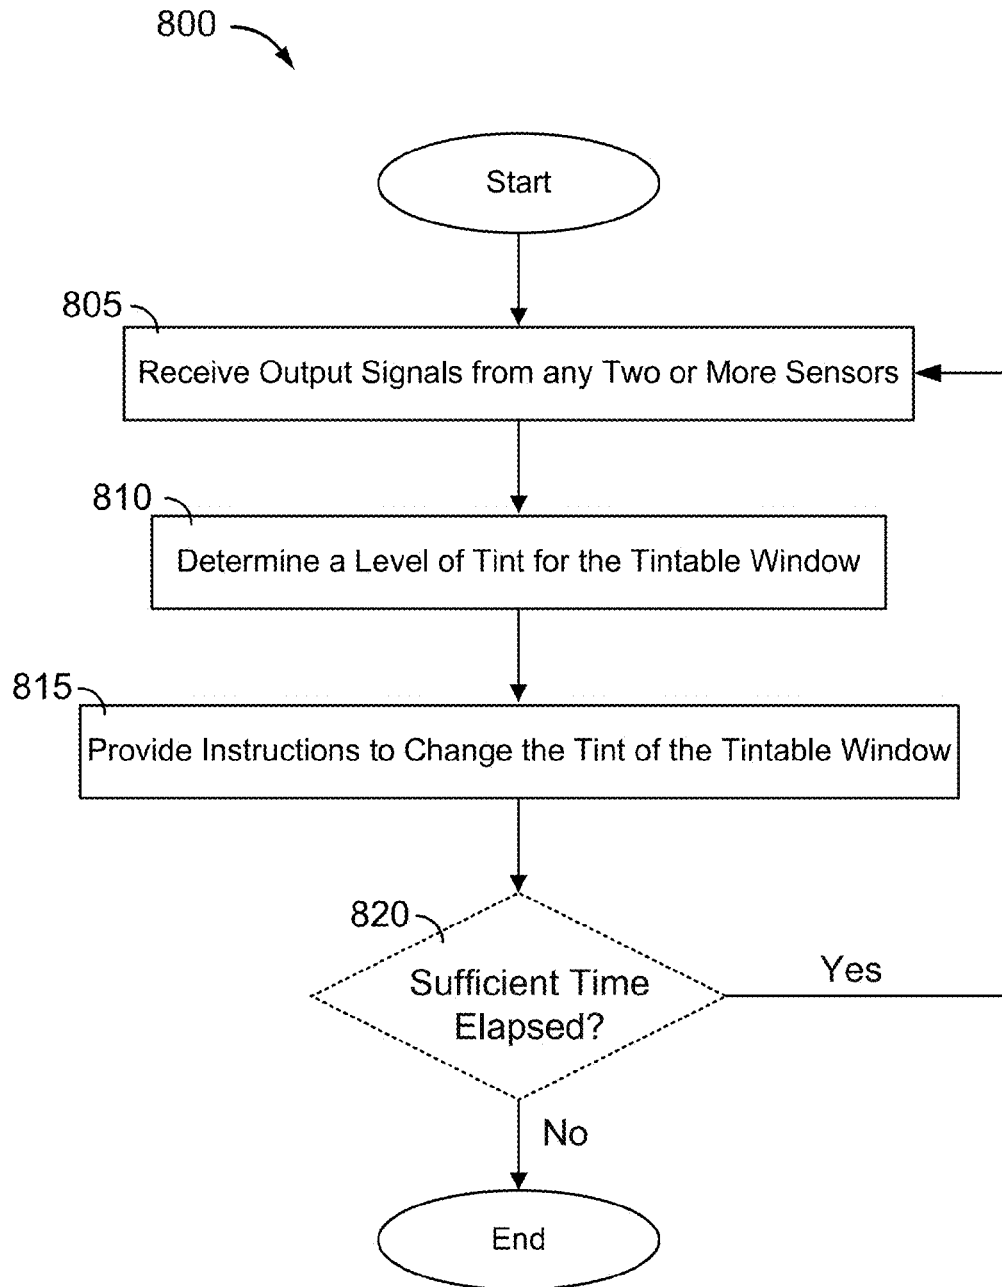 800
Start
805
Receive Output Signals from any Two or More Sensors
810
Determine a Level of Tint for the Tintable Window
815
Provide Instructions to Change the Tint of the Tintable Window
820
Sufficient Time
Elapsed?
Yes
No
End